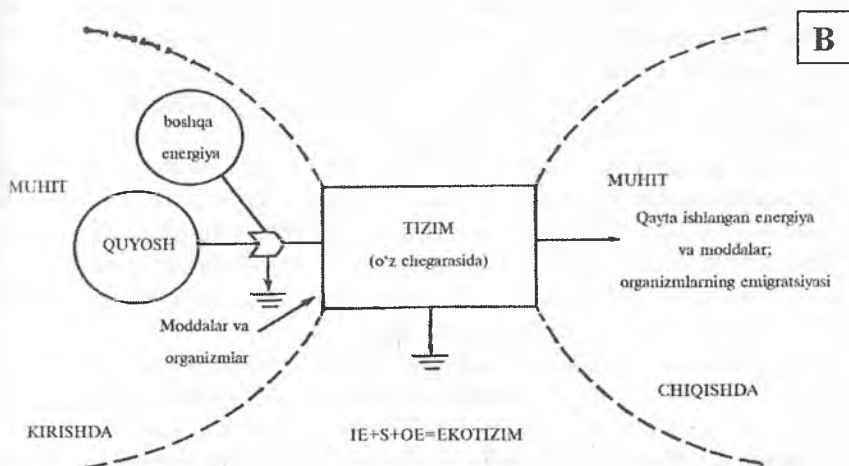 B
boshqa
energiya
MUHIT
QUYOSH
TIZIM
(o‘z chegarasida)
MUHIT
Qayta ishlangan energiya
va moddalar;
organizmlarning emigratsiyasi
Moddalar va
organizmlar
KIRISHDA
IE+S+OE=EKOTIZIM
CHIQISHDA